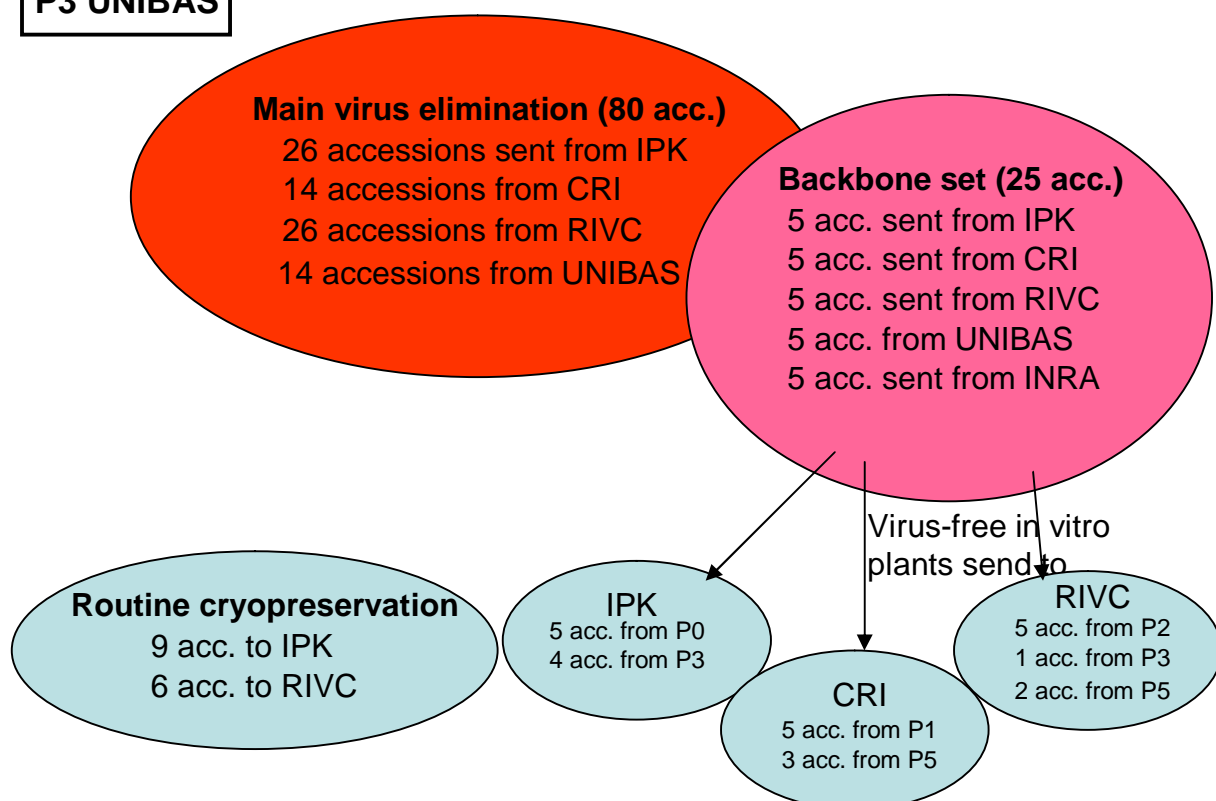 P3 UNIBAS
Main virus elimination (80 acc.)
26 accessions sent from IPK
14 accessions from CRI
26 accessions from RIVC
14 accessions from UNIBAS
Backbone set (25 acc.)
5 acc. sent from IPK
5 acc. sent from CRI
5 acc. sent from RIVC
5 acc. from UNIBAS
5 acc. sent from INRA
Virus-free in vitro
plants send to
Routine cryopreservation
9 acc. to IPK
6 acc. to RIVC
IPK
5 acc. from P0
4 acc. from P3
CRI
5 acc. from P1
3 acc. from P5
RIVC
5 acc. from P2
1 acc. from P3
2 acc. from P5